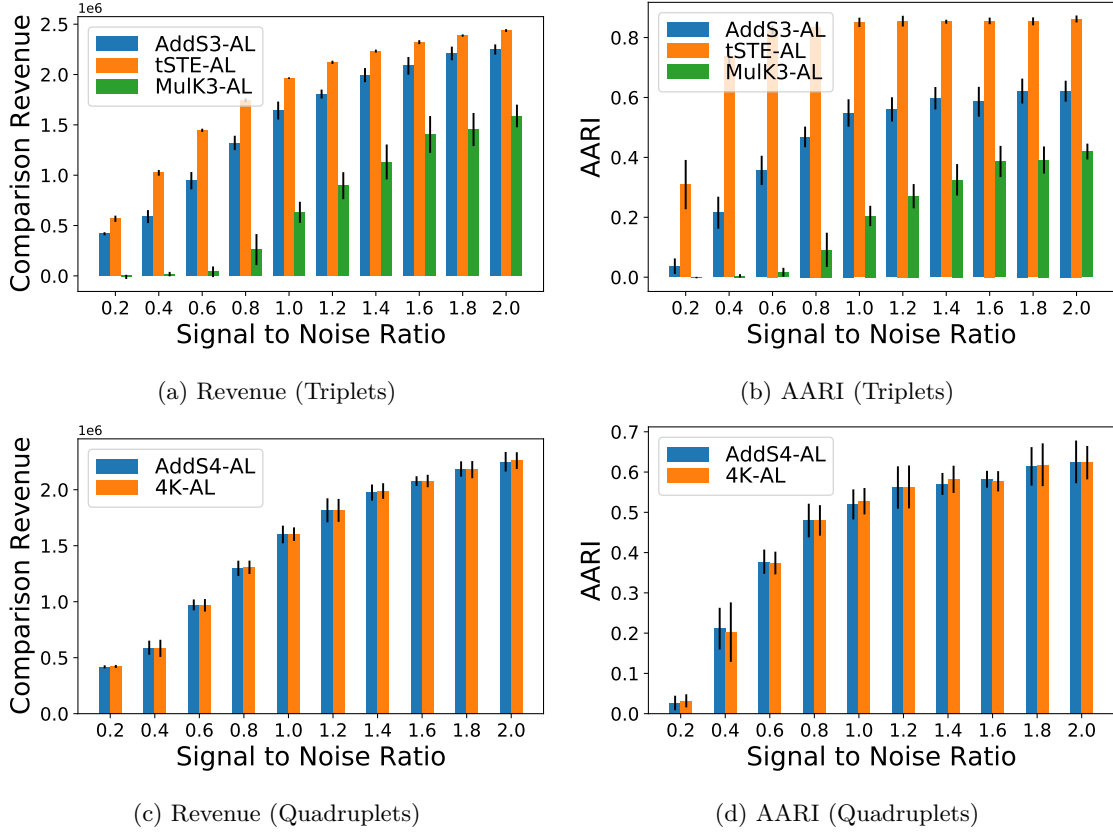 1e6
2.5
2.0
1.5
1.0
0.5
0.0
Comparison Revenue
AddS3-AL
tSTE-AL
MulK3-AL
0.2 0.4 0.6 0.8 1.0 1.2 1.4 1.6 1.8 2.0
Signal to Noise Ratio
(a) Revenue (Triplets)
0.8
0.6
0.4
0.2
0.0
AARI
AddS3-AL
tSTE-AL
MulK3-AL
0.2 0.4 0.6 0.8 1.0 1.2 1.4 1.6 1.8 2.0
Signal to Noise Ratio
(b) AARI (Triplets)
1e6
2.0
1.5
1.0
0.5
0.0
Comparison Revenue
AddS4-AL
4K-AL
0.2 0.4 0.6 0.8 1.0 1.2 1.4 1.6 1.8 2.0
Signal to Noise Ratio
(c) Revenue (Quadruplets)
0.7
0.6
0.5
0.4
0.3
0.2
0.1
0.0
AARI
AddS4-AL
4K-AL
0.2 0.4 0.6 0.8 1.0 1.2 1.4 1.6 1.8 2.0
Signal to Noise Ratio
(d) AARI (Quadruplets)